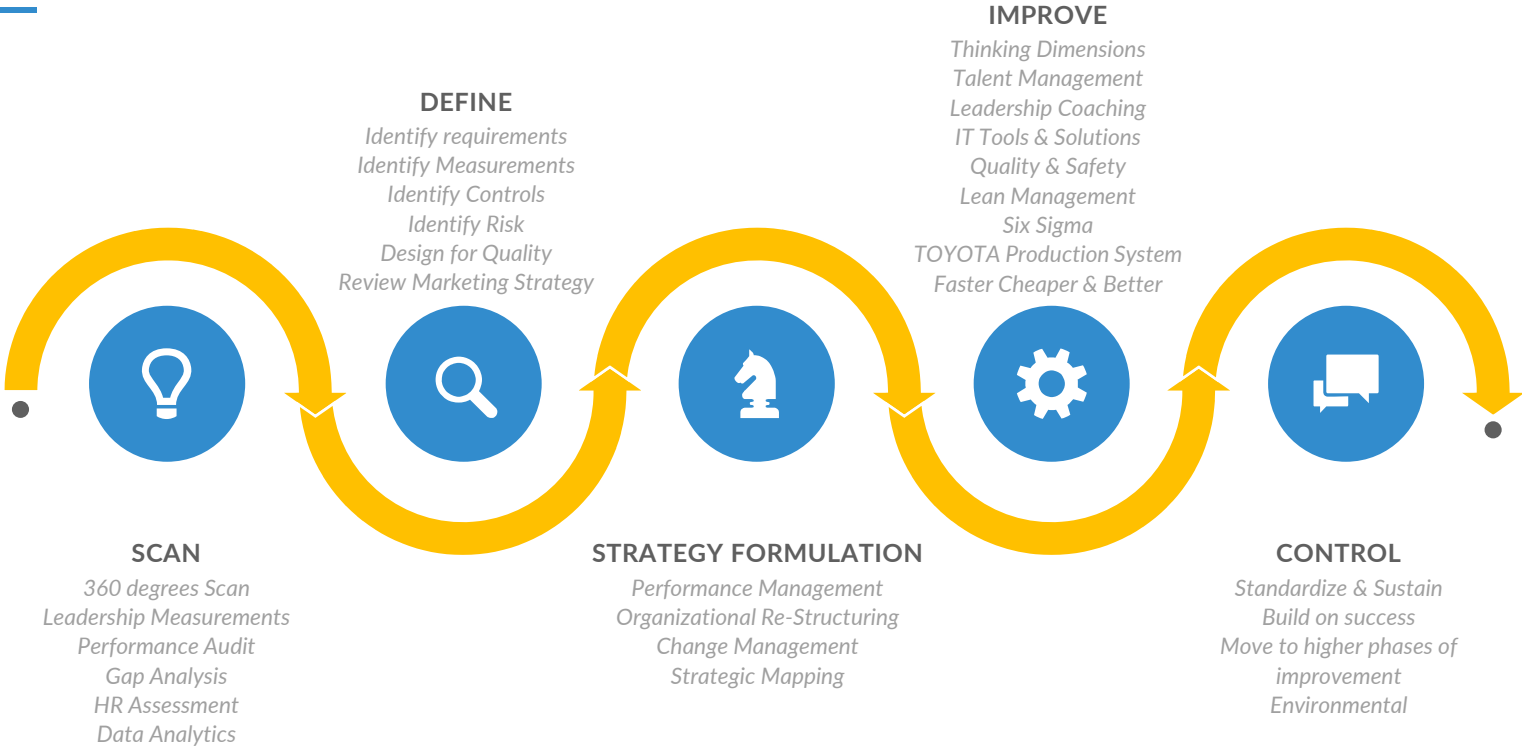 SCAN
360 degrees Scan
Leadership Measurements
Performance Audit
Gap Analysis
HR Assessment
Data Analytics
DEFINE
Identify requirements
Identify Measurements
Identify Controls
Identify Risk
Design for Quality
Review Marketing Strategy
STRATEGY FORMULATION
Performance Management
Organizational Re-Structuring
Change Management
Strategic Mapping
IMPROVE
Thinking Dimensions
Talent Management
Leadership Coaching
IT Tools & Solutions
Quality & Safety
Lean Management
Six Sigma
TOYOTA Production System
Faster Cheaper & Better
CONTROL
Standardize & Sustain
Build on success
Move to higher phases of
improvement
Environmental